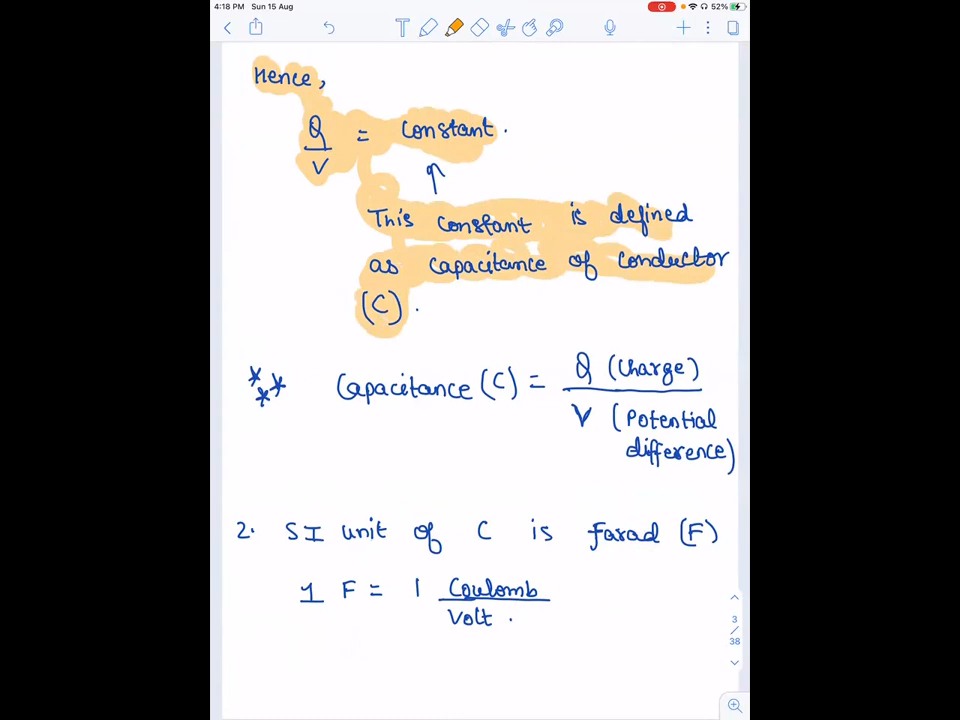 4:18 PM Sun 15 Aug
52%
T
Hence,
Q
V
= Constant.
This constant is defined
as capacitance of conductor
(C).
Capacitance (C) = Q (Charge)
V (Potential
difference)
2. SI unit of C is farad (F)
1 F = 1 Coulomb
Volt.
3
/
38